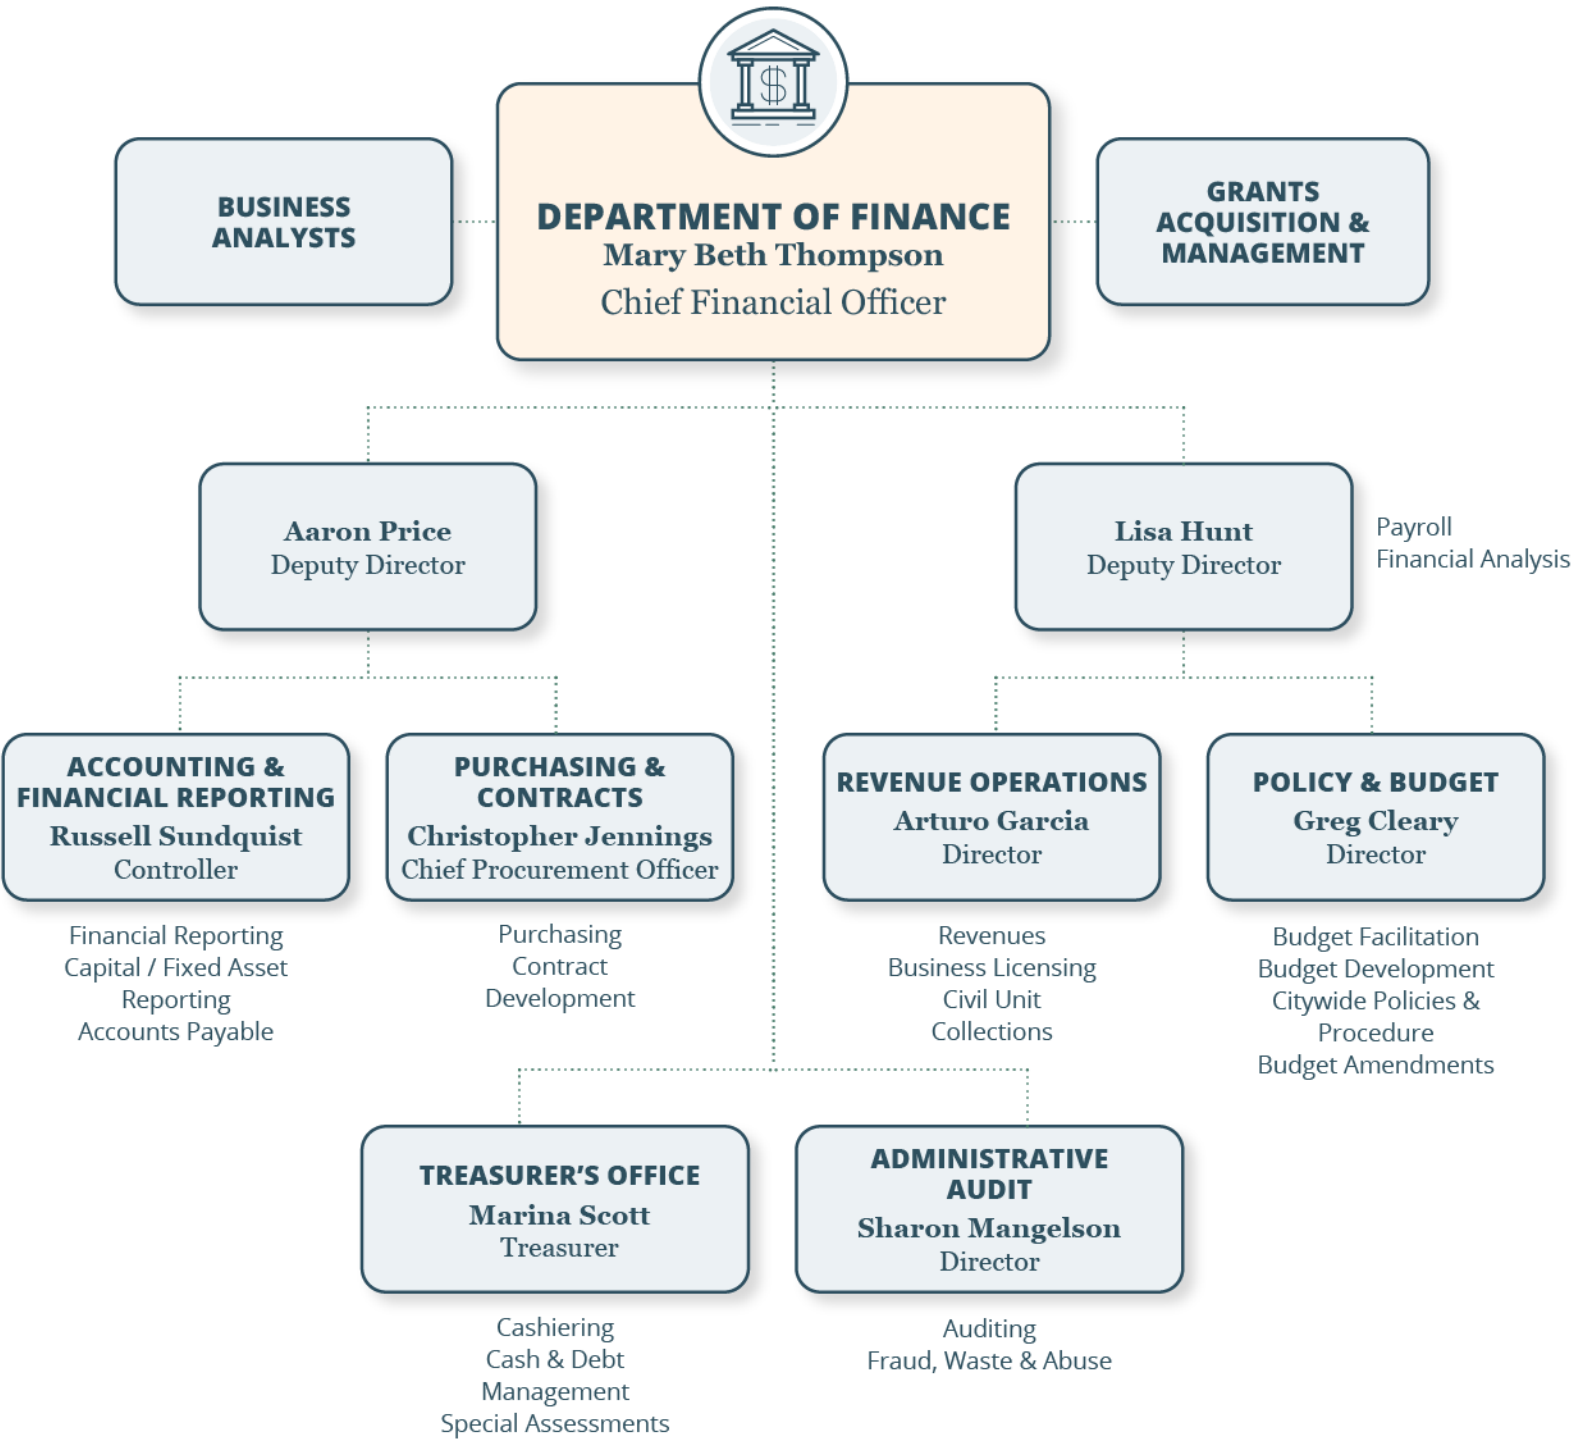 BUSINESS
ANALYSTS
$
DEPARTMENT OF FINANCE
Mary Beth Thompson
Chief Financial Officer
GRANTS
ACQUISITION &
MANAGEMENT
Aaron Price
Deputy Director
Lisa Hunt
Deputy Director
Payroll
Financial Analysis
ACCOUNTING &
FINANCIAL REPORTING
Russell Sundquist
Controller
Financial Reporting
Capital / Fixed Asset
Reporting
Accounts Payable
PURCHASING &
CONTRACTS
Christopher Jennings
Chief Procurement Officer
Purchasing
Contract
Development
REVENUE OPERATIONS
Arturo Garcia
Director
Revenues
Business Licensing
Civil Unit
Collections
POLICY & BUDGET
Greg Cleary
Director
Budget Facilitation
Budget Development
Citywide Policies &
Procedure
Budget Amendments
TREASURER’S OFFICE
Marina Scott
Treasurer
Cashiering
Cash & Debt
Management
Special Assessments
ADMINISTRATIVE
AUDIT
Sharon Mangelson
Director
Auditing
Fraud, Waste & Abuse